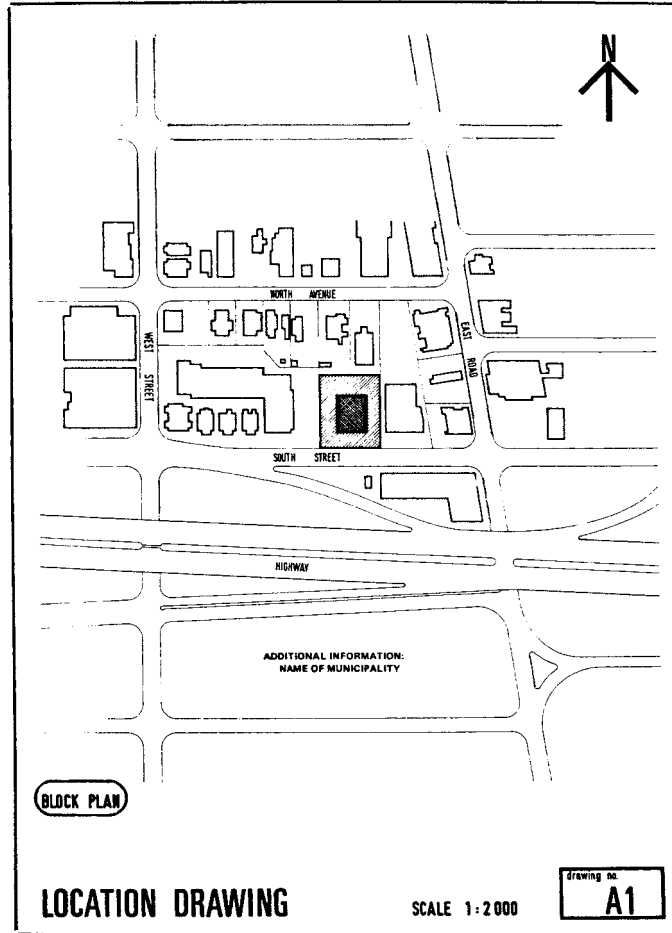 N
NORTH AVENUE
WEST STREET
EAST ROAD
SOUTH STREET
HIGHWAY
ADDITIONAL INFORMATION:
NAME OF MUNICIPALITY
BLOCK PLAN
LOCATION DRAWING
SCALE 1:2000
drawing no.
A1